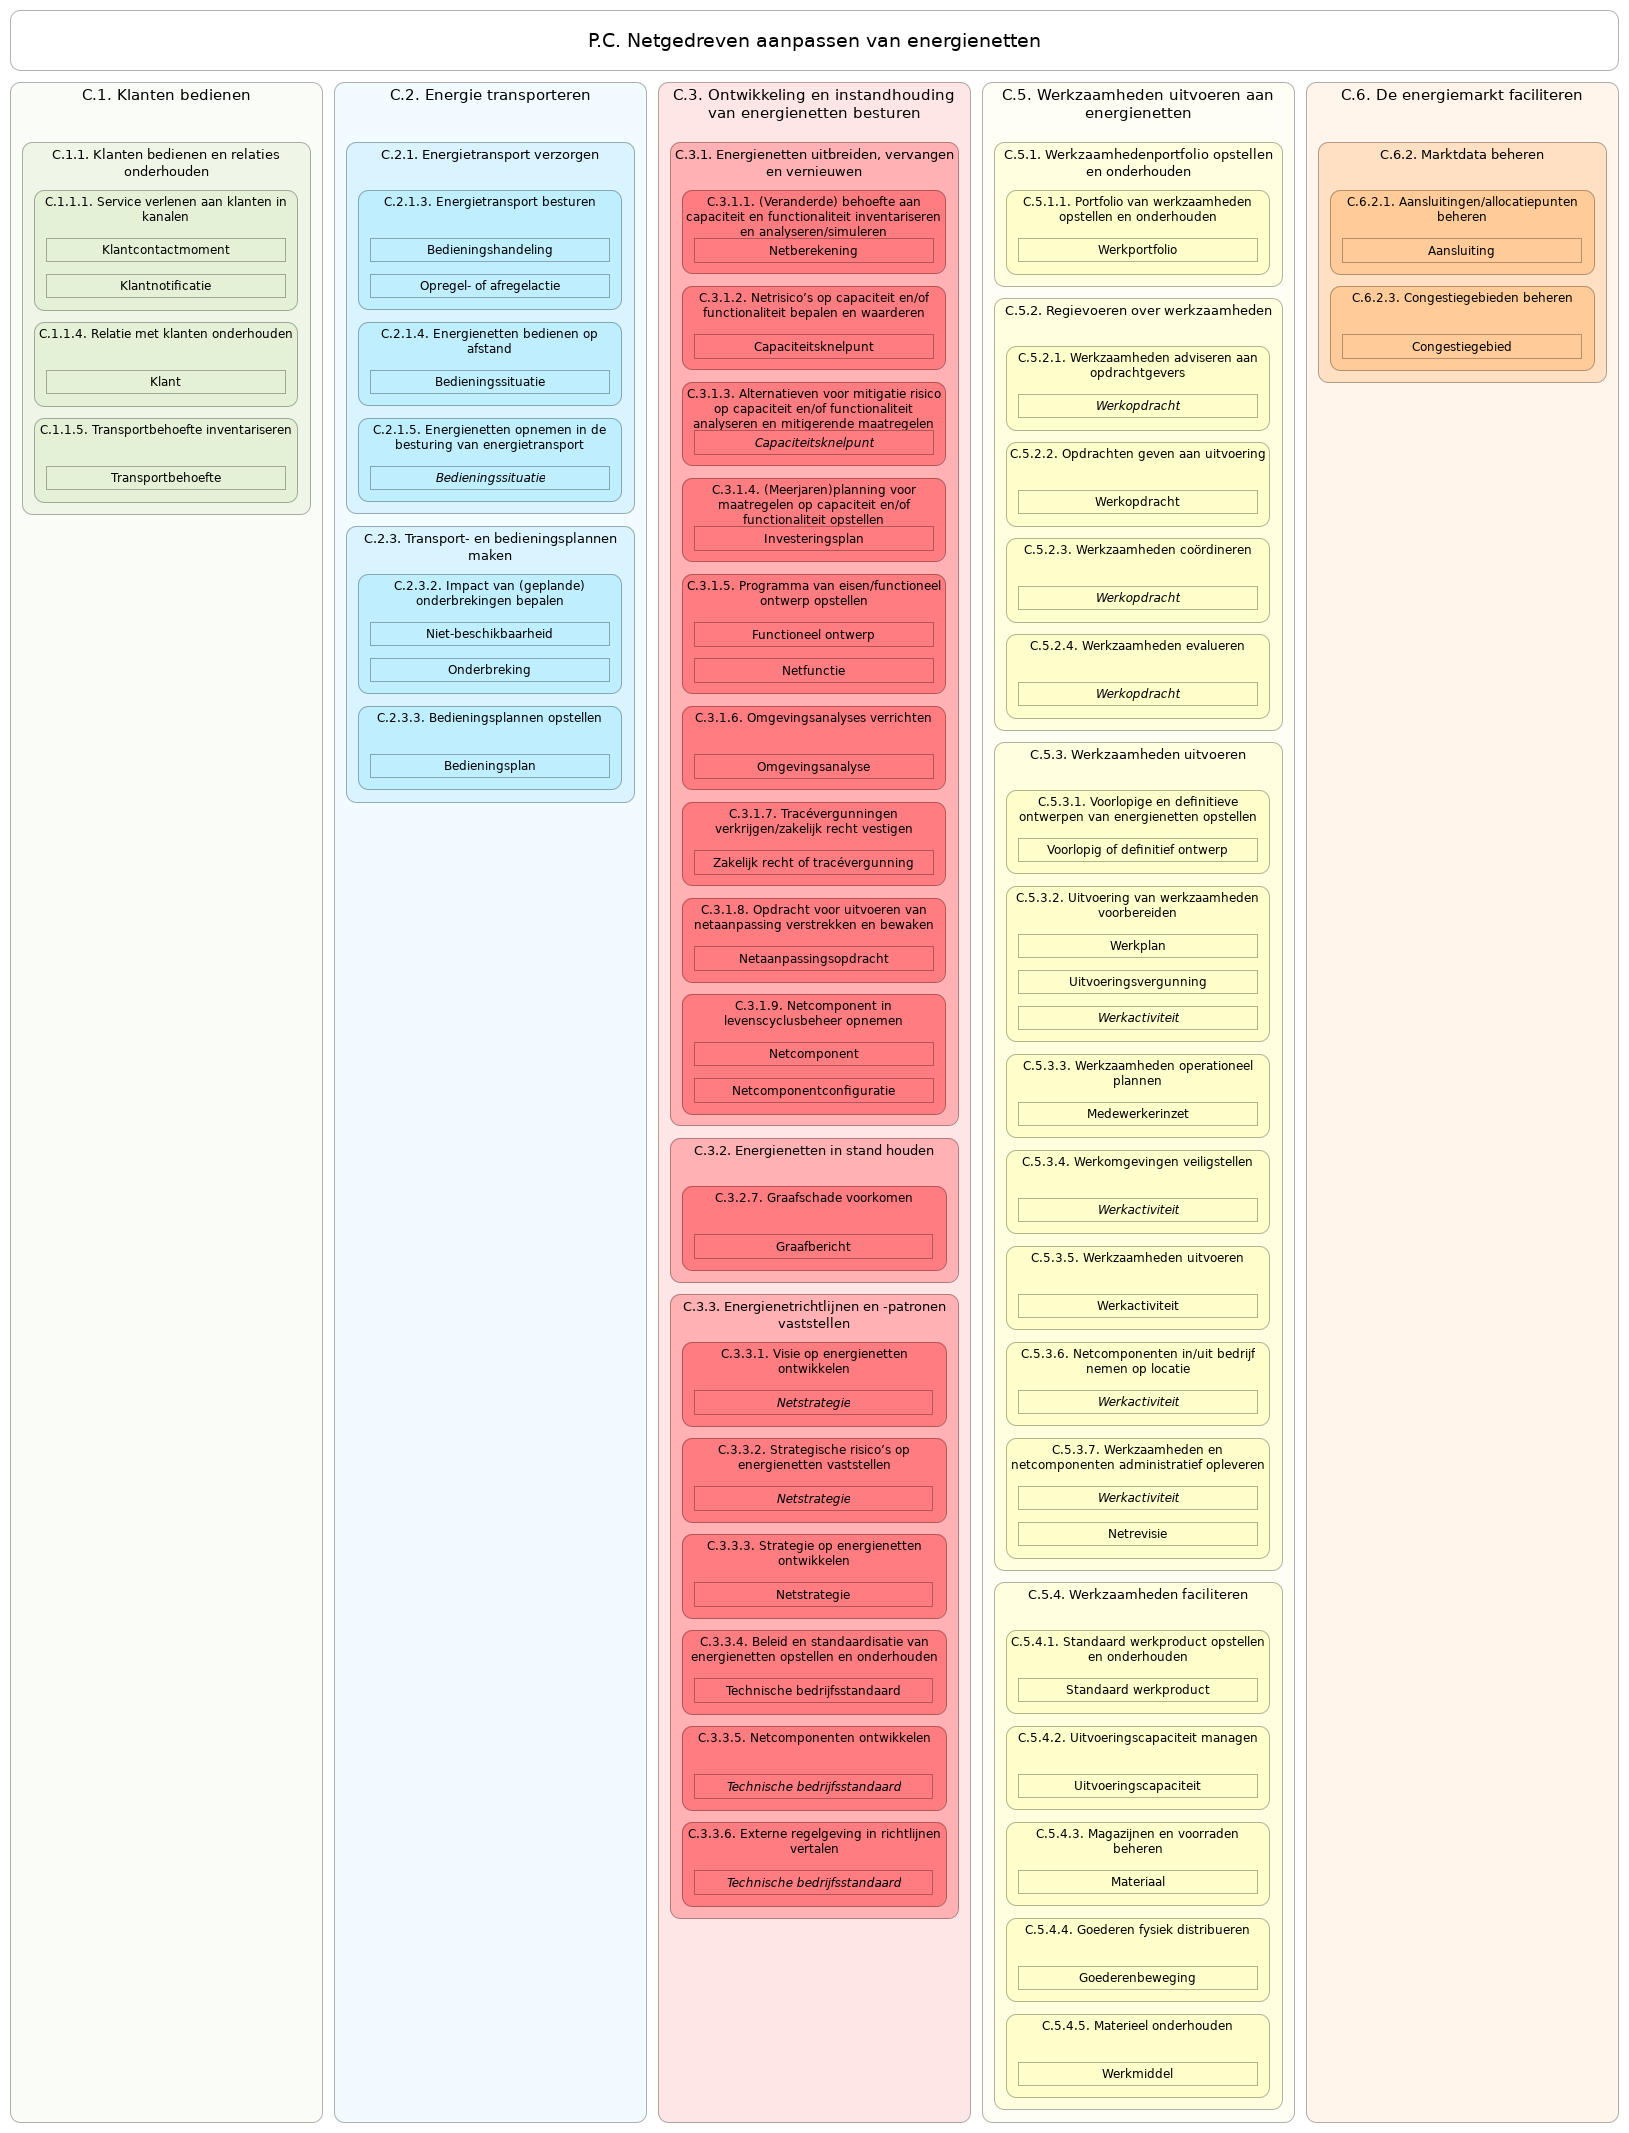 P.C. Netgedreven aanpassen van energienetten
C.1. Klanten bedienen
C.1.1. Klanten bedienen en relaties
onderhouden
C.1.1.1. Service verlenen aan klanten in
kanalen
Klantcontactmoment
Klantnotificatie
C.1.1.4. Relatie met klanten onderhouden
Klant
C.1.1.5. Transportbehoefte inventariseren
Transportbehoefte
C.2. Energie transporteren
C.2.1. Energietransport verzorgen
C.2.1.3. Energietransport besturen
Bedieningshandeling
Opregel- of afregelactie
C.2.1.4. Energienetten bedienen op
afstand
Bedieningssituatie
C.2.1.5. Energienetten opnemen in de
besturing van energietransport
Bedieningssituatie
C.2.3. Transport- en bedieningsplannen
maken
C.2.3.2. Impact van (geplande)
onderbrekingen bepalen
Niet-beschikbaarheid
Onderbreking
C.2.3.3. Bedieningsplannen opstellen
Bedieningsplan
C.3. Ontwikkeling en instandhouding
van energienetten besturen
C.3.1. Energienetten uitbreiden, vervangen
en vernieuwen
C.3.1.1. (Veranderde) behoefte aan
capaciteit en functionaliteit inventariseren
en analyseren/simuleren
Netberekening
C.3.1.2. Netrisico’s op capaciteit en/of
functionaliteit bepalen en waarderen
Capaciteitsknelpunt
C.3.1.3. Alternatieven voor mitigatie risico
op capaciteit en/of functionaliteit
analyseren en mitigerende maatregelen
Capaciteitsknelpunt
C.3.1.4. (Meerjaren)planning voor
maatregelen op capaciteit en/of
functionaliteit opstellen
Investeringsplan
C.3.1.5. Programma van eisen/functioneel
ontwerp opstellen
Functioneel ontwerp
Netfunctie
C.3.1.6. Omgevingsanalyses verrichten
Omgevingsanalyse
C.3.1.7. Tracévergunningen
verkrijgen/zakelijk recht vestigen
Zakelijk recht of tracévergunning
C.3.1.8. Opdracht voor uitvoeren van
netaanpassing verstrekken en bewaken
Netaanpassingsopdracht
C.3.1.9. Netcomponent in
levenscyclusbeheer opnemen
Netcomponent
Netcomponentconfiguratie
C.3.2. Energienetten in stand houden
C.3.2.7. Graafschade voorkomen
Graafbericht
C.3.3. Energienetrichtlijnen en -patronen
vaststellen
C.3.3.1. Visie op energienetten
ontwikkelen
Netstrategie
C.3.3.2. Strategische risico’s op
energienetten vaststellen
Netstrategie
C.3.3.3. Strategie op energienetten
ontwikkelen
Netstrategie
C.3.3.4. Beleid en standaardisatie van
energienetten opstellen en onderhouden
Technische bedrijfsstandaard
C.3.3.5. Netcomponenten ontwikkelen
Technische bedrijfsstandaard
C.3.3.6. Externe regelgeving in richtlijnen
vertalen
Technische bedrijfsstandaard
C.5. Werkzaamheden uitvoeren aan
energienetten
C.5.1. Werkzaamhedenportfolio opstellen
en onderhouden
C.5.1.1. Portfolio van werkzaamheden
opstellen en onderhouden
Werkportfolio
C.5.2. Regievoeren over werkzaamheden
C.5.2.1. Werkzaamheden adviseren aan
opdrachtgevers
Werkopdracht
C.5.2.2. Opdrachten geven aan uitvoering
Werkopdracht
C.5.2.3. Werkzaamheden coördineren
Werkopdracht
C.5.2.4. Werkzaamheden evalueren
Werkopdracht
C.5.3. Werkzaamheden uitvoeren
C.5.3.1. Voorlopige en definitieve
ontwerpen van energienetten opstellen
Voorlopig of definitief ontwerp
C.5.3.2. Uitvoering van werkzaamheden
voorbereiden
Werkplan
Uitvoeringsvergunning
Werkactiviteit
C.5.3.3. Werkzaamheden operationeel
plannen
Medewerkerinzet
C.5.3.4. Werkomgevingen veiligstellen
Werkactiviteit
C.5.3.5. Werkzaamheden uitvoeren
Werkactiviteit
C.5.3.6. Netcomponenten in/uit bedrijf
nemen op locatie
Werkactiviteit
C.5.3.7. Werkzaamheden en
netcomponenten administratief opleveren
Werkactiviteit
Netrevisie
C.5.4. Werkzaamheden faciliteren
C.5.4.1. Standaard werkproduct opstellen
en onderhouden
Standaard werkproduct
C.5.4.2. Uitvoeringscapaciteit managen
Uitvoeringscapaciteit
C.5.4.3. Magazijnen en voorraden
beheren
Materiaal
C.5.4.4. Goederen fysiek distribueren
Goederenbeweging
C.5.4.5. Materieel onderhouden
Werkmiddel
C.6. De energiemarkt faciliteren
C.6.2. Marktdata beheren
C.6.2.1. Aansluitingen/allocatiepunten
beheren
Aansluiting
C.6.2.3. Congestiegebieden beheren
Congestiegebied